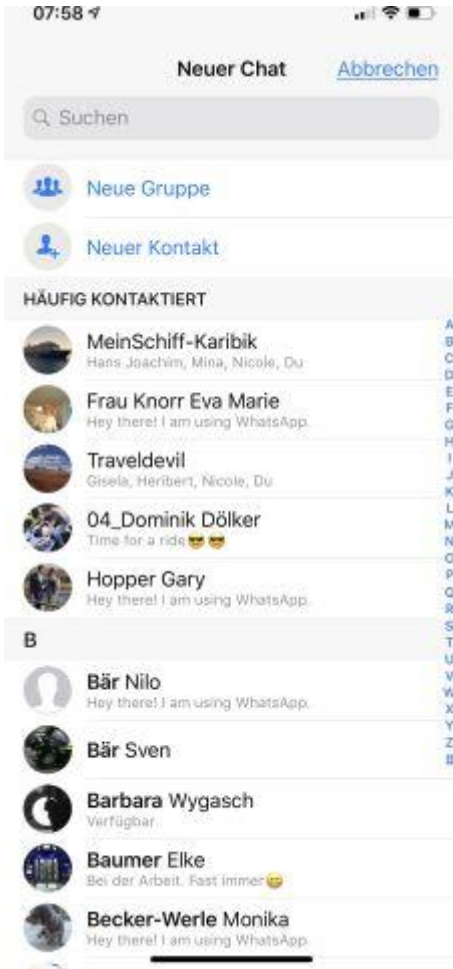 07:58
Neuer Chat
Abbrechen
Suchen
Neue Gruppe
Neuer Kontakt
HÄUFIG KONTAKTIERT
MeinSchiff-Karibik
Hans Joachim, Mina, Nicole, Du
Frau Knorr Eva Marie
Hey there! I am using WhatsApp.
Traveldevil
Gisela, Heribert, Nicole, Du
04_Dominik Dölker
Time for a ride😎😎
Hopper Gary
Hey there! I am using WhatsApp.
B
Bär Nilo
Hey there! I am using WhatsApp.
Bär Sven
Barbara Wygasch
Verfügbar
Baumer Elke
Bei der Arbeit. Fast immer😁
Becker-Werle Monika
Hey there! I am using WhatsApp.
A
B
C
D
E
F
G
H
I
J
K
L
M
N
O
P
Q
R
S
T
U
V
W
X
Y
Z
#